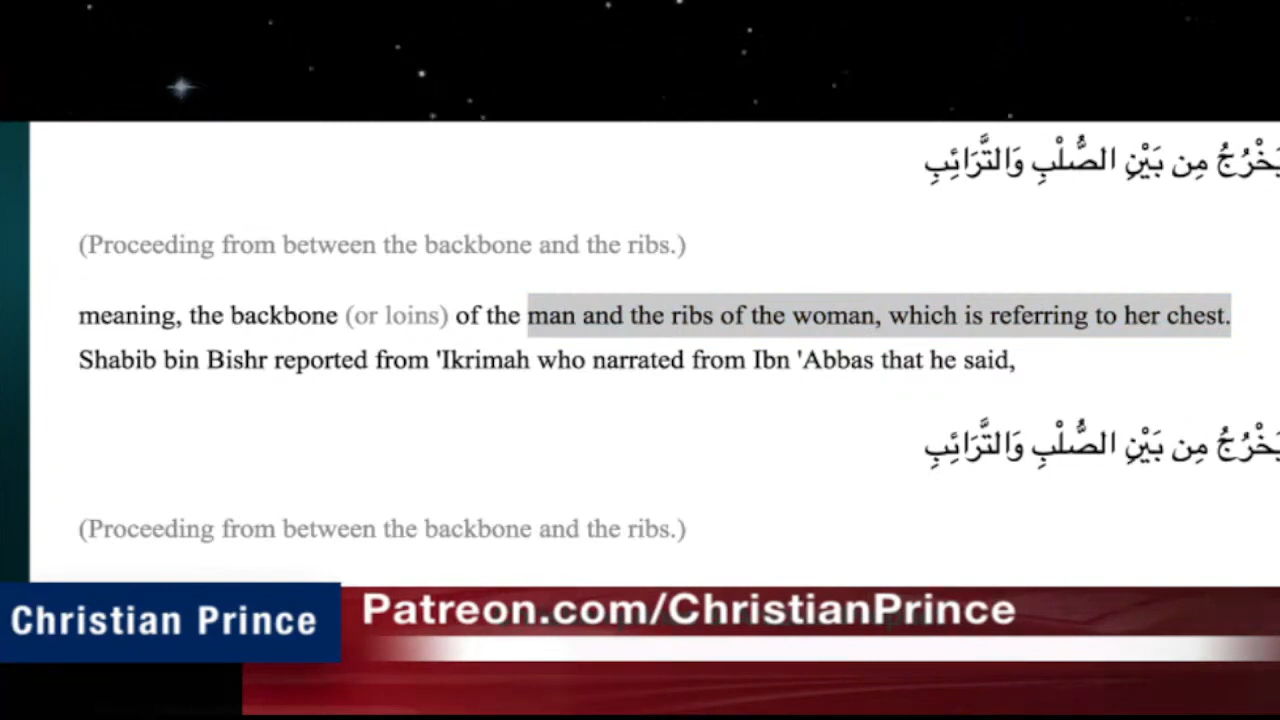 يَخْرُجُ مِن بَيْنِ الصُّلْبِ وَالتَّرَائِبِ
(Proceeding from between the backbone and the ribs.)
meaning, the backbone (or loins) of the man and the ribs of the woman, which is referring to her chest.
Shabib bin Bishr reported from 'Ikrimah who narrated from Ibn 'Abbas that he said,
يَخْرُجُ مِن بَيْنِ الصُّلْبِ وَالتَّرَائِبِ
(Proceeding from between the backbone and the ribs.)
Christian Prince
Patreon.com/ChristianPrince